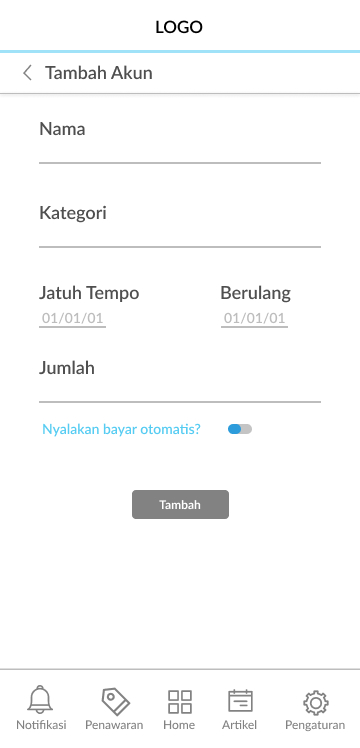 LOGO
Tambah Akun
Nama
Kategori
Jatuh Tempo Berulang
01/01/01 01/01/01
Jumlah
Nyalakan bayar otomatis?
Tambah
Notifikasi Penawaran Home Artikel Pengaturan